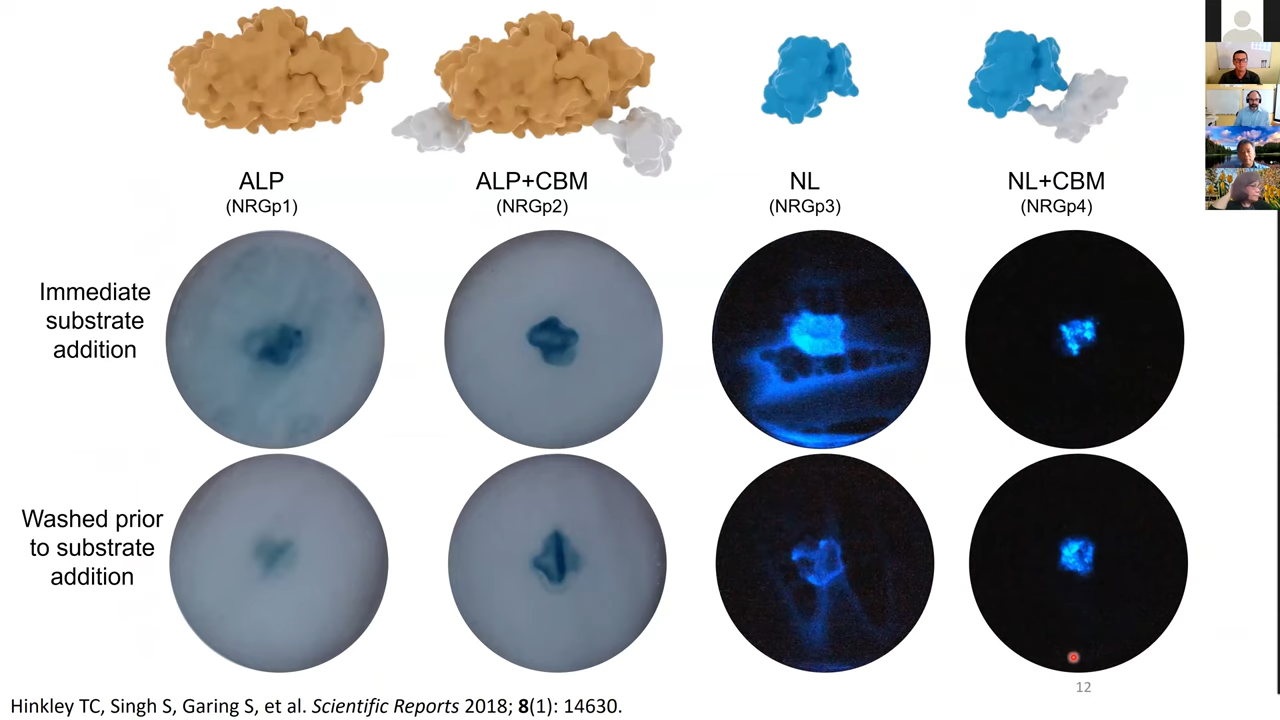 ALP
(NRGp1)
ALP+CBM
(NRGp2)
NL
(NRGp3)
NL+CBM
(NRGp4)
Immediate
substrate
addition
Washed prior
to substrate
addition
12
Hinkley TC, Singh S, Garing S, et al. Scientific Reports 2018; 8(1): 14630.